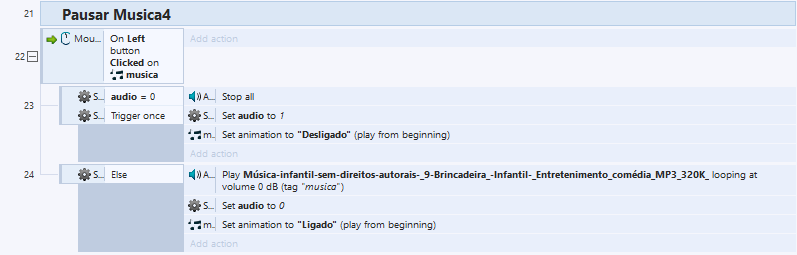 21 Pausar Musica4
Mou... On Left Add action
button
22 Clicked on
musica
S... audio = 0 A... Stop all
23 S... Trigger once S... Set audio to 1
m... Set animation to "Desligado" (play from beginning)
Add action
24 S... Else A... Play Música-infantil-sem-direitos-autorais-_9-Brincadeira_-Infantil-_Entretenimento_comédia_MP3_320K_ looping at
volume 0 dB (tag "musica")
S... Set audio to 0
m... Set animation to "Ligado" (play from beginning)
Add action